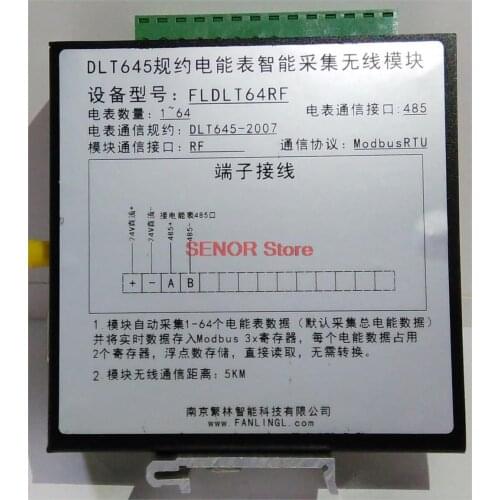 DLT645规约电能表智能采集无线模块
设备型号: FLDLT64RF
电表数量: 1~64 电表通信接口: 485
电表通信规约: DLT645-2007
模块通信接口: RF 通信协议: ModbusRTU
端子接线
24V直流+
24V直流-
接电能表485口
485+
485-
SENOR Store
+ - A B
1 模块自动采集1-64个电能表数据 (默认采集总电能数据)
并将实时数据存入Modbus 3x寄存器, 每个电能数据占用
2个寄存器, 浮点数存储, 直接读取, 无需转换。
2 模块无线通信距离: 5KM
南京繁林智能科技有限公司
www.FANLINGL.com